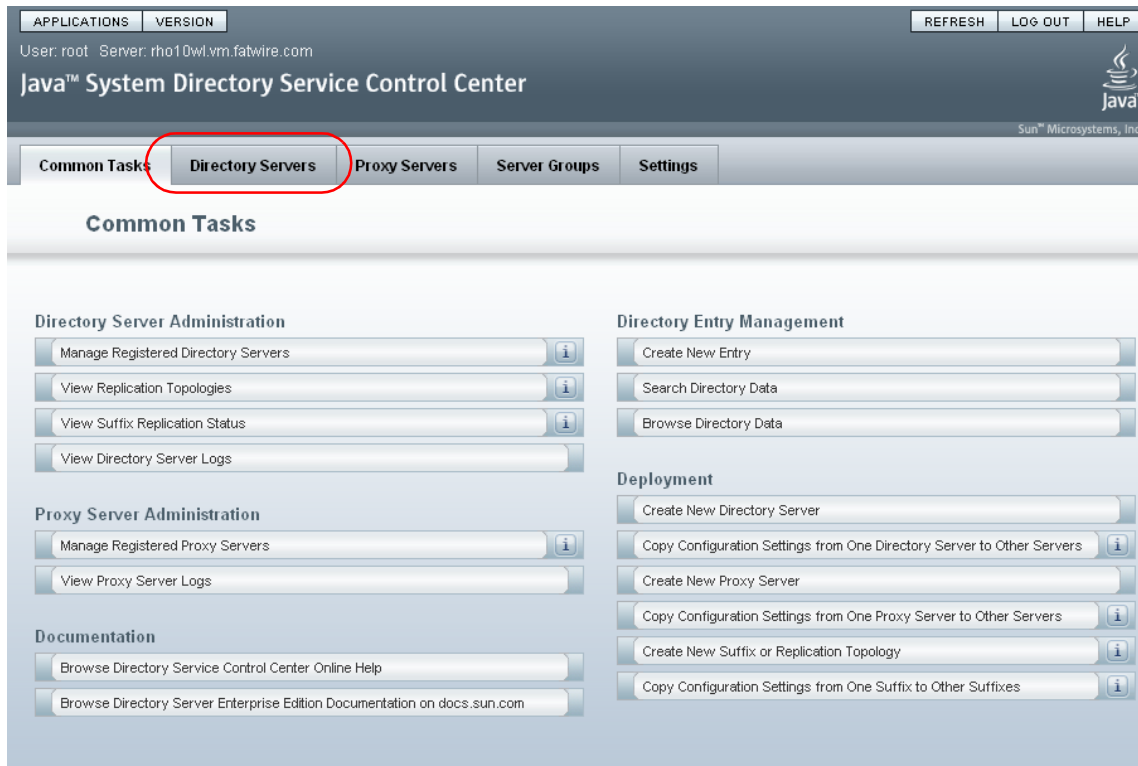 APPLICATIONS VERSION REFRESH LOG OUT HELP
User: root Server: rho10wl.vm.fatwire.com
Java™ System Directory Service Control Center
Java
Sun™ Microsystems, Inc
Common Tasks Directory Servers Proxy Servers Server Groups Settings
Common Tasks
Directory Server Administration
Manage Registered Directory Servers
View Replication Topologies
View Suffix Replication Status
View Directory Server Logs
Proxy Server Administration
Manage Registered Proxy Servers
View Proxy Server Logs
Documentation
Browse Directory Service Control Center Online Help
Browse Directory Server Enterprise Edition Documentation on docs.sun.com
Directory Entry Management
Create New Entry
Search Directory Data
Browse Directory Data
Deployment
Create New Directory Server
Copy Configuration Settings from One Directory Server to Other Servers
Create New Proxy Server
Copy Configuration Settings from One Proxy Server to Other Servers
Create New Suffix or Replication Topology
Copy Configuration Settings from One Suffix to Other Suffixes